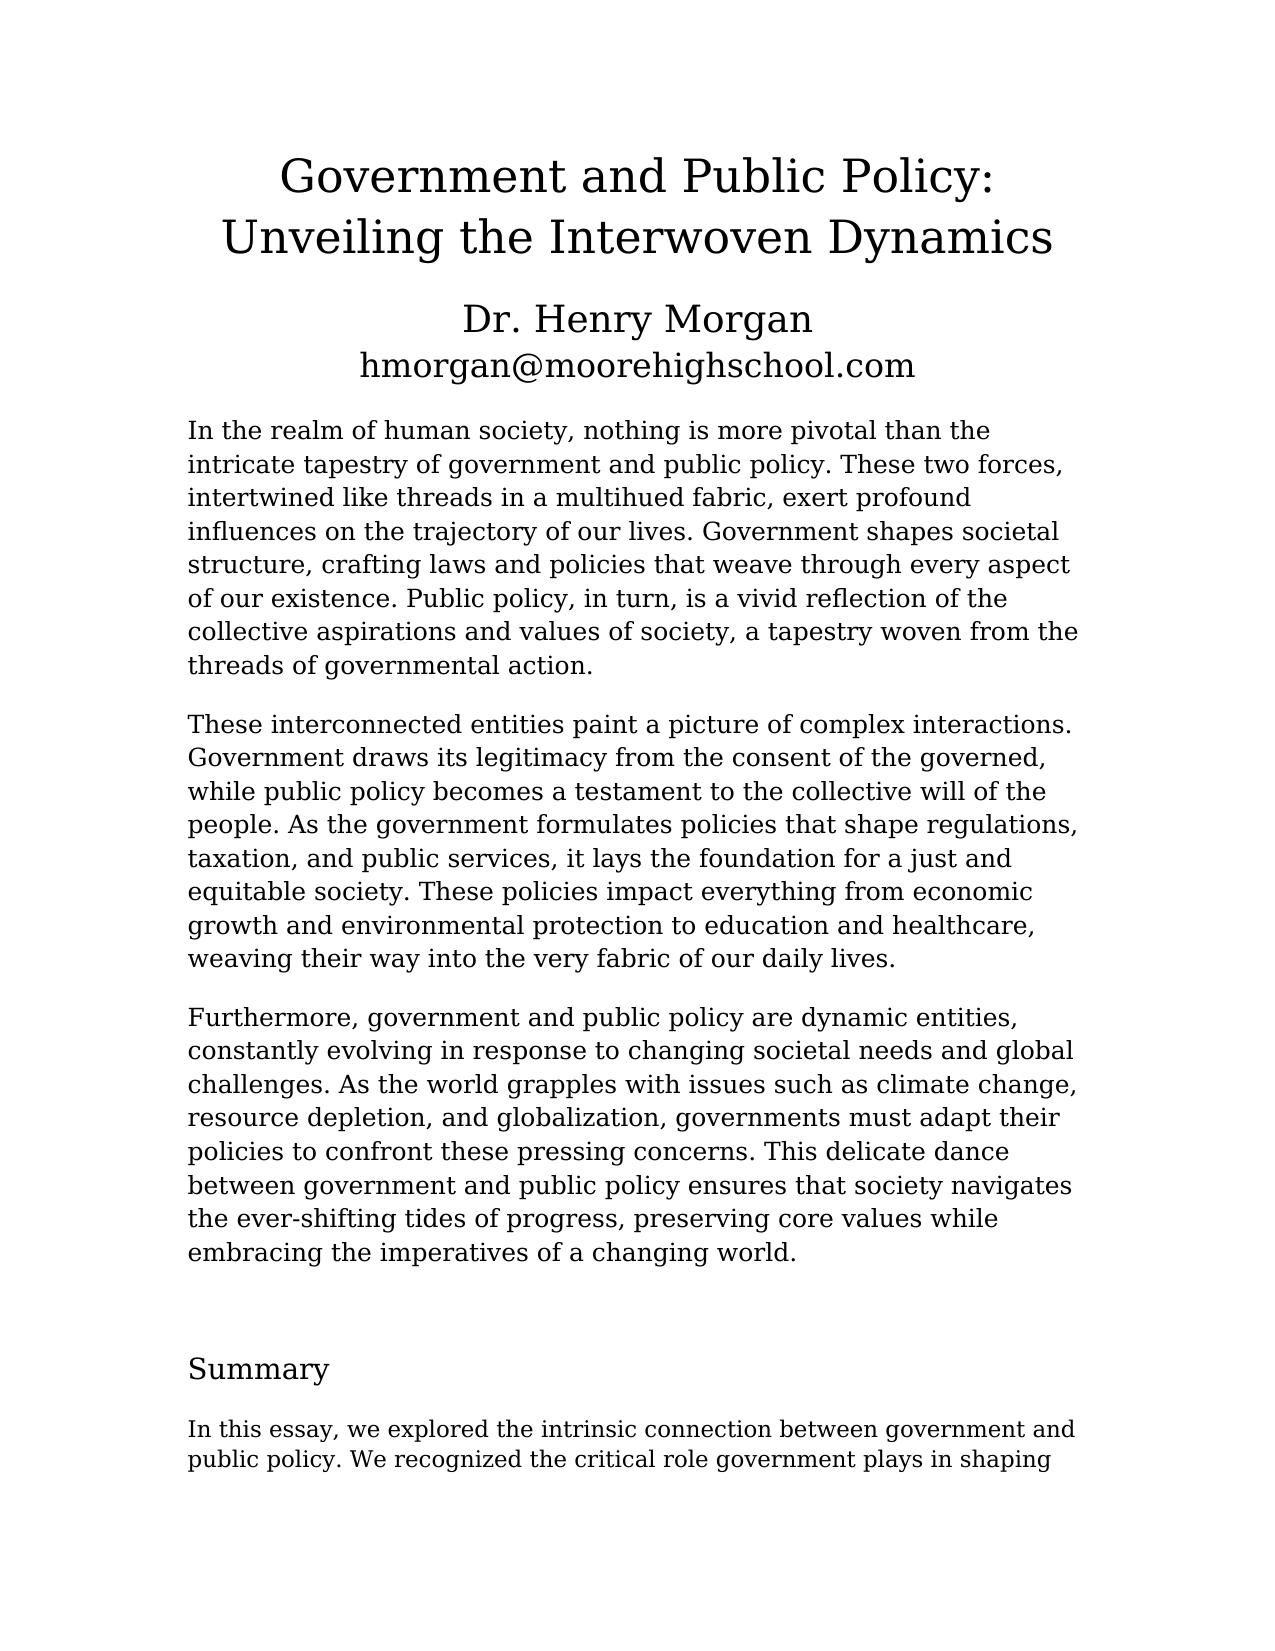 Government and Public Policy:
Unveiling the Interwoven Dynamics
Dr. Henry Morgan
hmorgan@moorehighschool.com
In the realm of human society, nothing is more pivotal than the
intricate tapestry of government and public policy. These two forces,
intertwined like threads in a multihued fabric, exert profound
influences on the trajectory of our lives. Government shapes societal
structure, crafting laws and policies that weave through every aspect
of our existence. Public policy, in turn, is a vivid reflection of the
collective aspirations and values of society, a tapestry woven from the
threads of governmental action.
These interconnected entities paint a picture of complex interactions.
Government draws its legitimacy from the consent of the governed,
while public policy becomes a testament to the collective will of the
people. As the government formulates policies that shape regulations,
taxation, and public services, it lays the foundation for a just and
equitable society. These policies impact everything from economic
growth and environmental protection to education and healthcare,
weaving their way into the very fabric of our daily lives.
Furthermore, government and public policy are dynamic entities,
constantly evolving in response to changing societal needs and global
challenges. As the world grapples with issues such as climate change,
resource depletion, and globalization, governments must adapt their
policies to confront these pressing concerns. This delicate dance
between government and public policy ensures that society navigates
the ever-shifting tides of progress, preserving core values while
embracing the imperatives of a changing world.
Summary
In this essay, we explored the intrinsic connection between government and
public policy. We recognized the critical role government plays in shaping